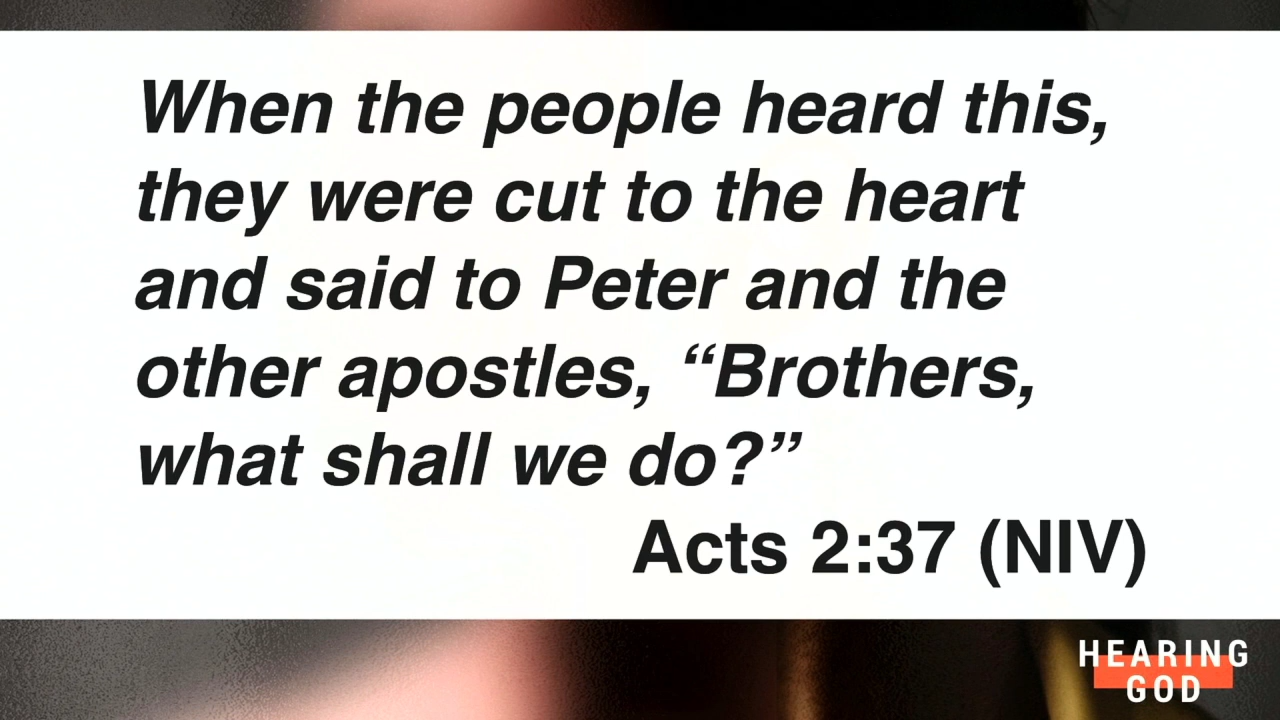 When the people heard this,
they were cut to the heart
and said to Peter and the
other apostles, “Brothers,
what shall we do?”
Acts 2:37 (NIV)
HEARING
GOD